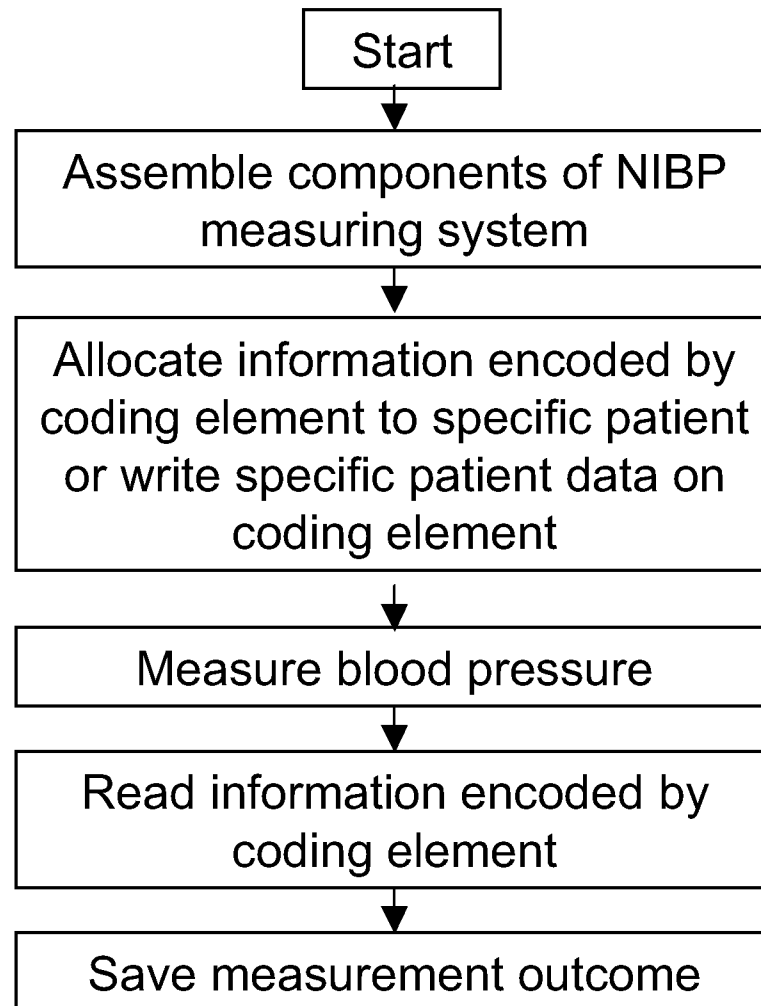 Start
Assemble components of NIBP
measuring system
Allocate information encoded by
coding element to specific patient
or write specific patient data on
coding element
Measure blood pressure
Read information encoded by
coding element
Save measurement outcome